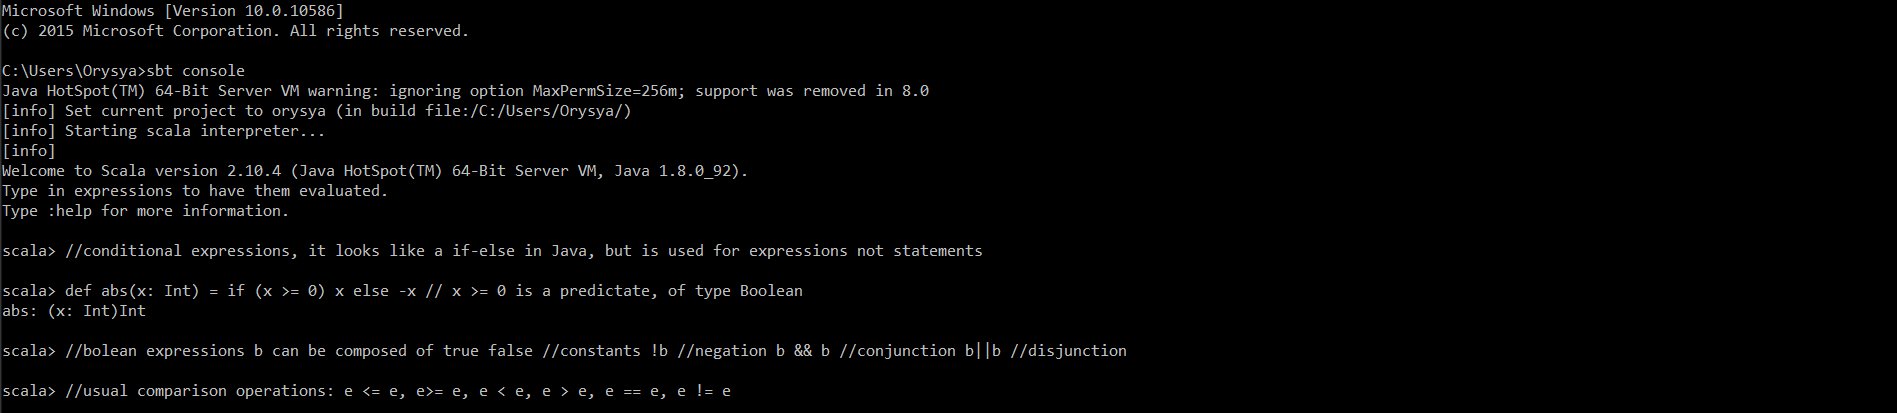 Microsoft Windows [Version 10.0.10586]
(c) 2015 Microsoft Corporation. All rights reserved.
C:\Users\Orysya>sbt console
Java HotSpot(TM) 64-Bit Server VM warning: ignoring option MaxPermSize=256m; support was removed in 8.0
[info] Set current project to orysya (in build file:/C:/Users/Orysya/)
[info] Starting scala interpreter...
[info]
Welcome to Scala version 2.10.4 (Java HotSpot(TM) 64-Bit Server VM, Java 1.8.0_92).
Type in expressions to have them evaluated.
Type :help for more information.
scala> //conditional expressions, it looks like a if-else in Java, but is used for expressions not statements
scala> def abs(x: Int) = if (x >= 0) x else -x // x >= 0 is a predictate, of type Boolean
abs: (x: Int)Int
scala> //bolean expressions b can be composed of true false //constants !b //negation b && b //conjunction b||b //disjunction
scala> //usual comparison operations: e <= e, e>= e, e < e, e > e, e == e, e != e